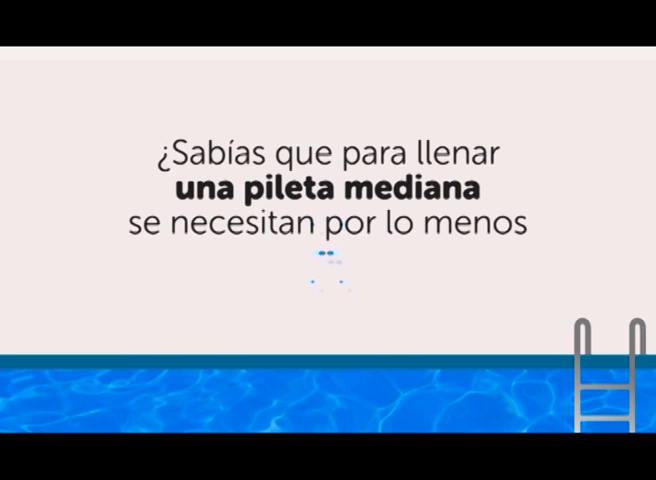 ¿Sabías que para llenar
una pileta mediana
se necesitan por lo menos